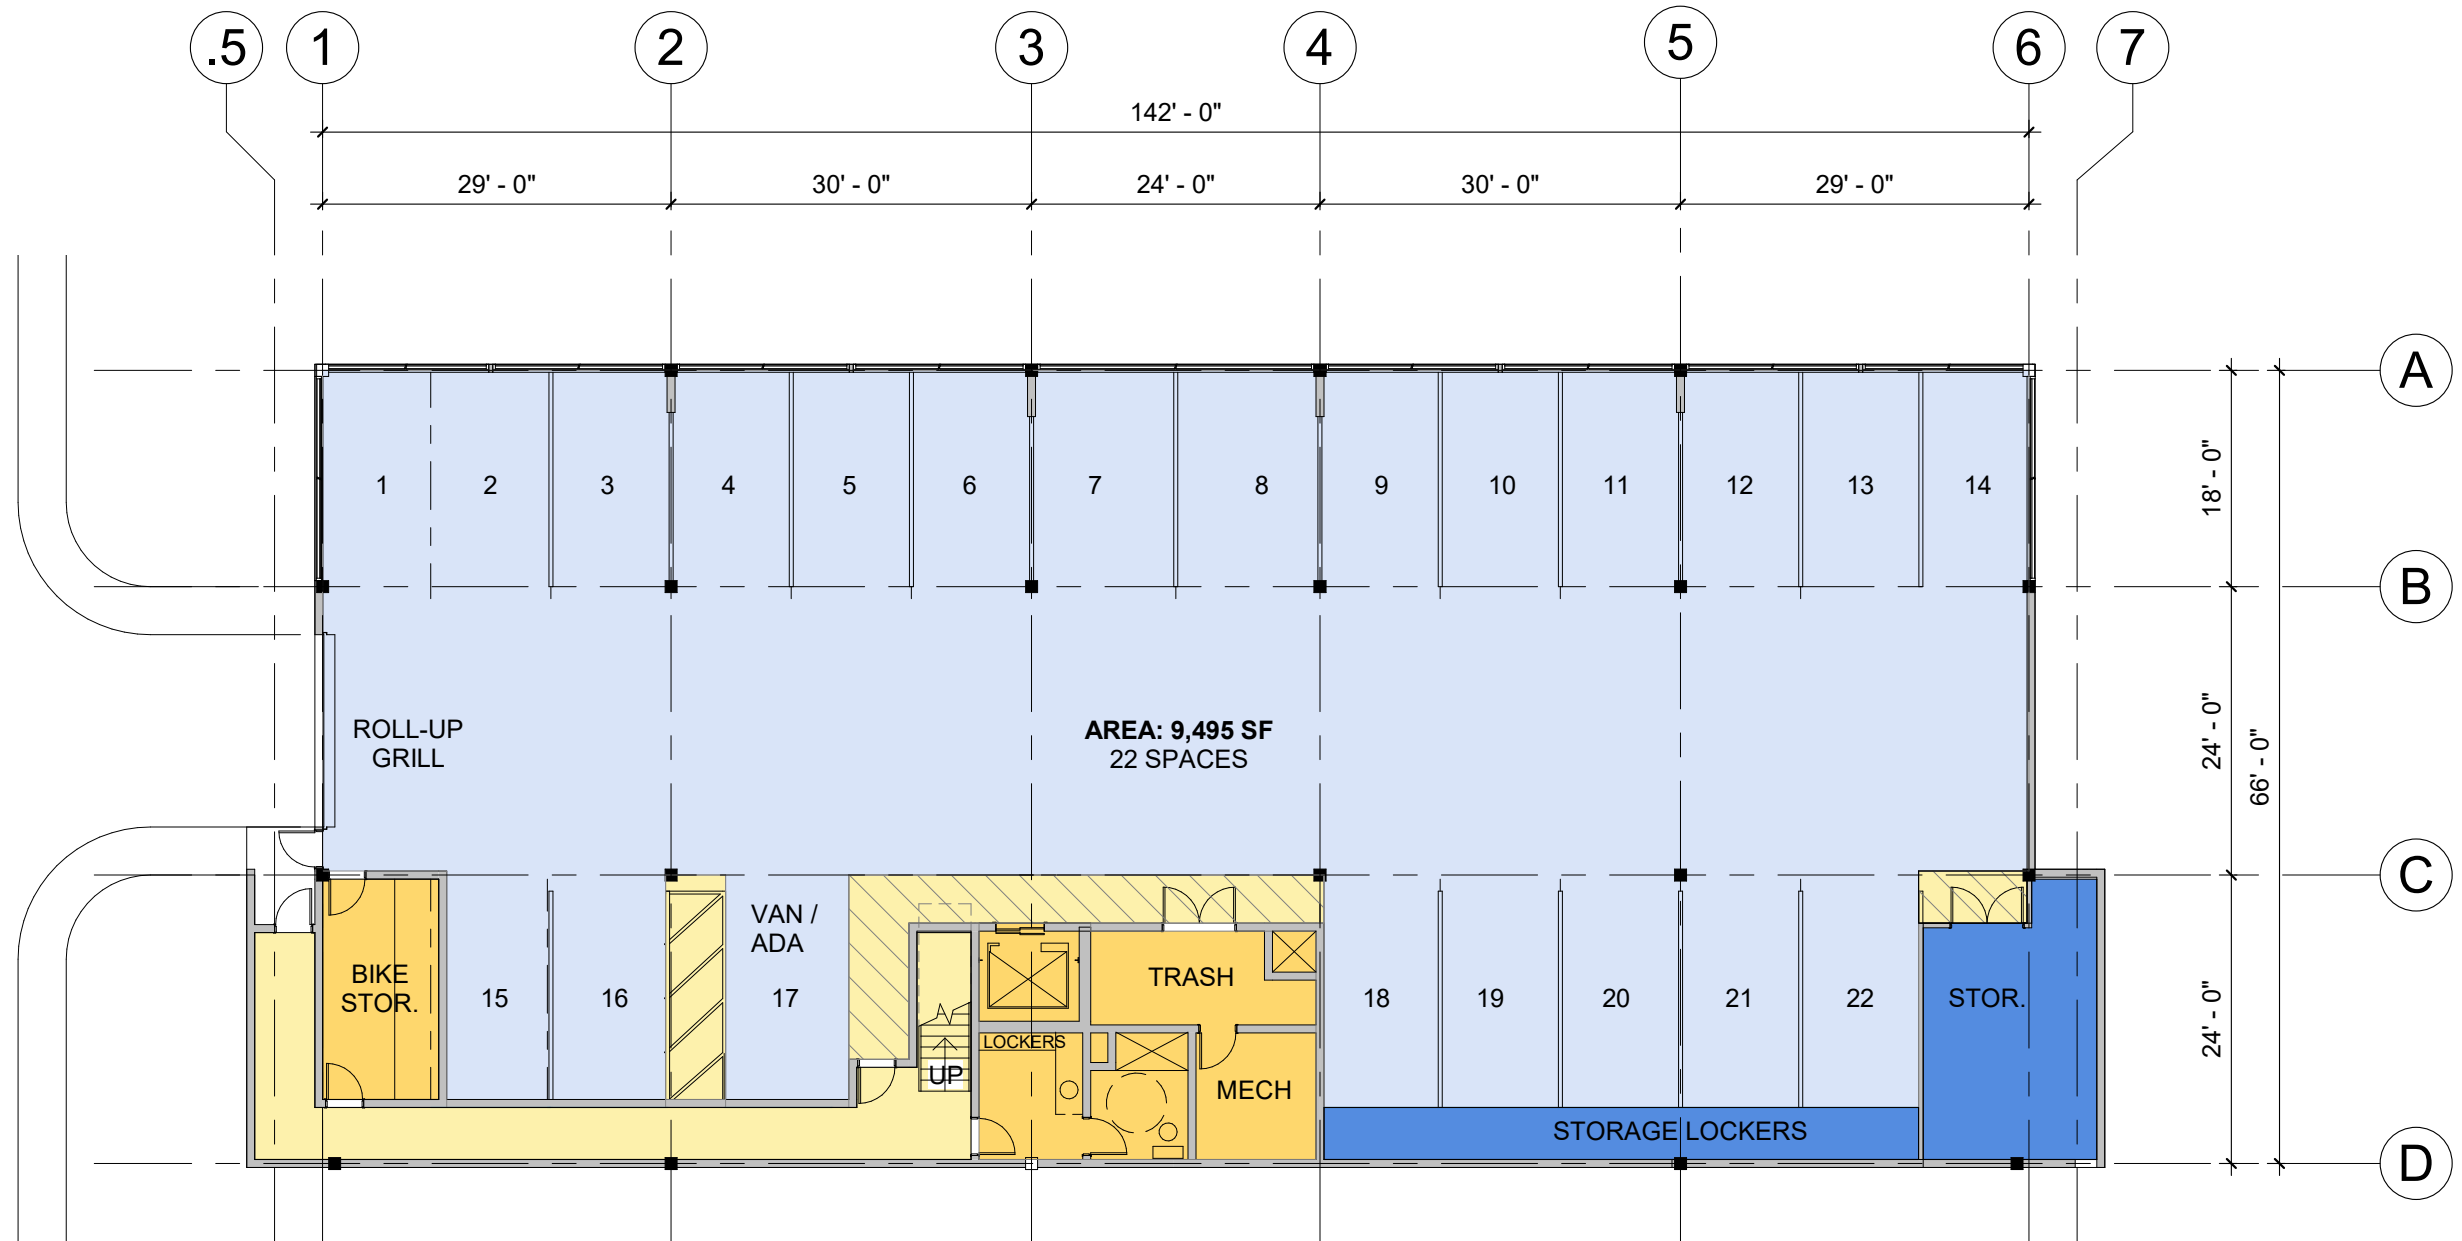 .5
1
2
3
4
5
6
7
142' - 0"
29' - 0"
30' - 0"
24' - 0"
30' - 0"
29' - 0"
A
18' - 0"
1
2
3
4
5
6
7
8
9
10
11
12
13
14
B
ROLL-UP
GRILL
AREA: 9,495 SF
22 SPACES
24' - 0"
66' - 0"
C
VAN /
ADA
BIKE
STOR.
15
16
17
TRASH
18
19
20
21
22
STOR.
24' - 0"
LOCKERS
UP
MECH
STORAGE LOCKERS
D